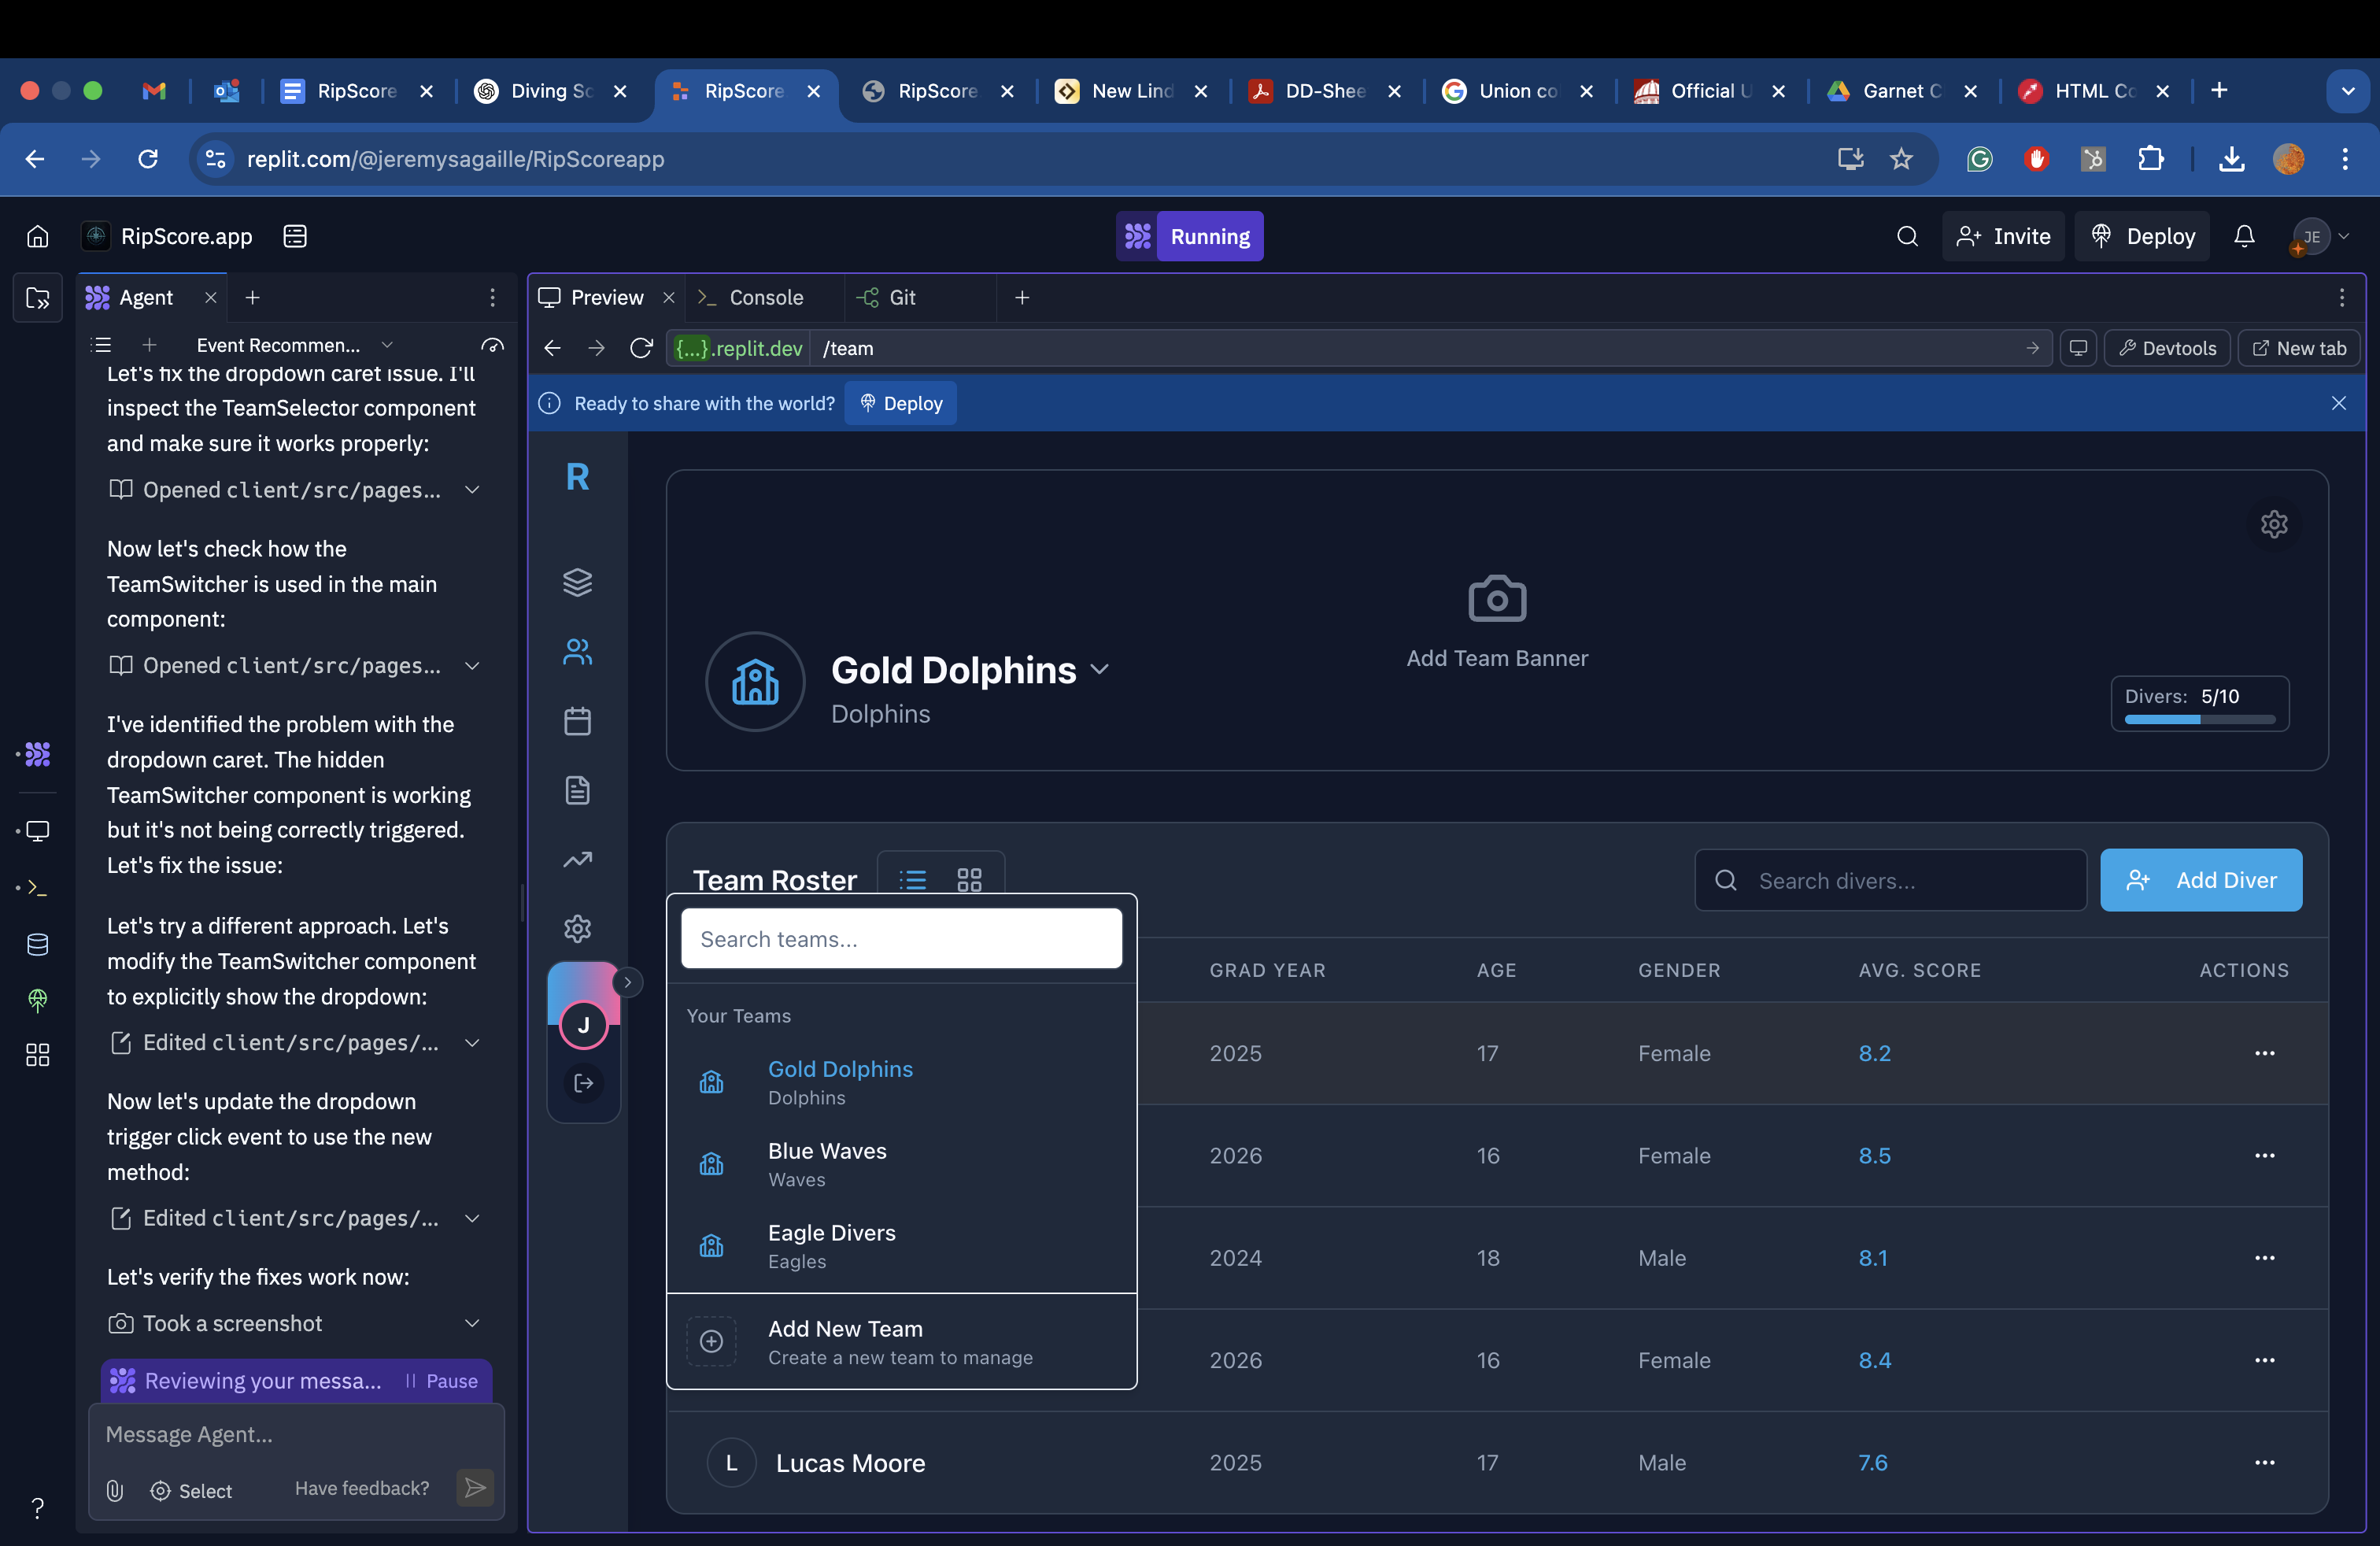 RipScore
Diving Sc
RipScore
RipScore
New Lind
DD-Shee
Union co
Official U
Garnet C
HTML Co
replit.com/@jeremysagaille/RipScoreapp
RipScore.app
Running
Invite
Deploy
JE
Agent
Preview
Console
Git
Event Recommen...
{...}.replit.dev
/team
Devtools
New tab
Ready to share with the world?
Deploy
Let's fix the dropdown caret issue. I'll
inspect the TeamSelector component
and make sure it works properly:
Opened client/src/pages...
Now let's check how the
TeamSwitcher is used in the main
component:
Opened client/src/pages...
I've identified the problem with the
dropdown caret. The hidden
TeamSwitcher component is working
but it's not being correctly triggered.
Let's fix the issue:
Let's try a different approach. Let's
modify the TeamSwitcher component
to explicitly show the dropdown:
Edited client/src/pages/...
Now let's update the dropdown
trigger click event to use the new
method:
Edited client/src/pages/...
Let's verify the fixes work now:
Took a screenshot
Reviewing your messa...
Pause
Message Agent...
Select
Have feedback?
R
J
Add Team Banner
Gold Dolphins
Dolphins
Divers: 5/10
Team Roster
Search divers...
Add Diver
GRAD YEAR
AGE
GENDER
AVG. SCORE
ACTIONS
Search teams...
Your Teams
Gold Dolphins
Dolphins
Blue Waves
Waves
Eagle Divers
Eagles
Add New Team
Create a new team to manage
2025 17 Female 8.2
2026 16 Female 8.5
2024 18 Male 8.1
2026 16 Female 8.4
L Lucas Moore 2025 17 Male 7.6